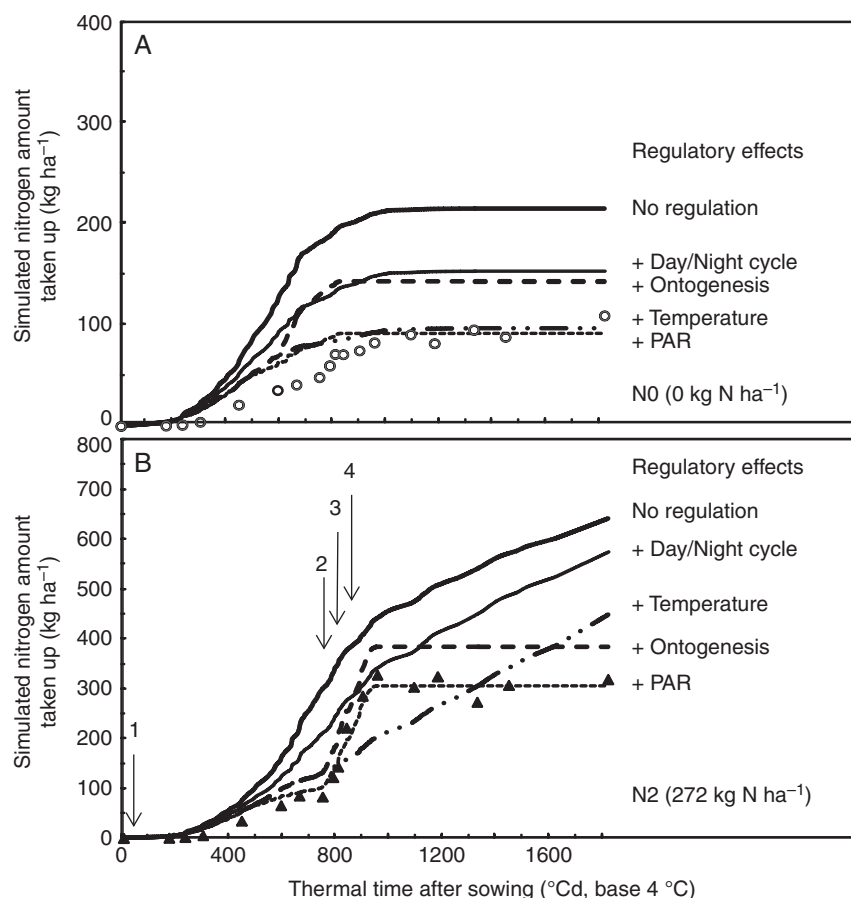 A
400
300
200
100
0
Simulated nitrogen amount
taken up (kg ha⁻¹)
Regulatory effects
No regulation
+ Day/Night cycle
+ Ontogenesis
+ Temperature
+ PAR
N0 (0 kg N ha⁻¹)
B
800
700
600
500
400
300
200
100
0
Simulated nitrogen amount
taken up (kg ha⁻¹)
1
2
3
4
Regulatory effects
No regulation
+ Day/Night cycle
+ Temperature
+ Ontogenesis
+ PAR
N2 (272 kg N ha⁻¹)
0 400 800 1200 1600
Thermal time after sowing (°Cd, base 4 °C)